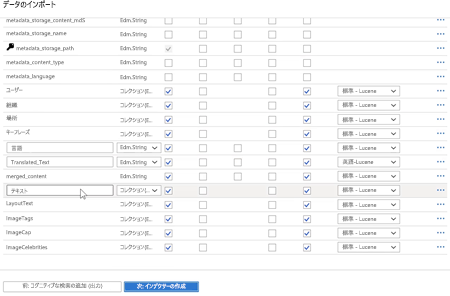 データのインポート
metadata_storage_content_md5 Edm.String
metadata_storage_name Edm.String
metadata_storage_path Edm.String
metadata_content_type Edm.String
metadata_language Edm.String
ユーザー コレクション(E... 標準 - Lucene
組織 コレクション(E... 標準 - Lucene
場所 コレクション(E... 標準 - Lucene
キーフレーズ コレクション(E... 標準 - Lucene
言語 Edm.String 標準 - Lucene
Translated_Text Edm.String 英語-Lucene
merged_content Edm.String 標準 - Lucene
テキスト コレクション(... 標準 - Lucene
LayoutText コレクション(E... 標準 - Lucene
ImageTags コレクション(E... 標準 - Lucene
ImageCap コレクション(E... 標準 - Lucene
ImageCelebrities コレクション(E... 標準 - Lucene
前: コグニティブな検索の追加 (出力) 次: インデクサーの作成